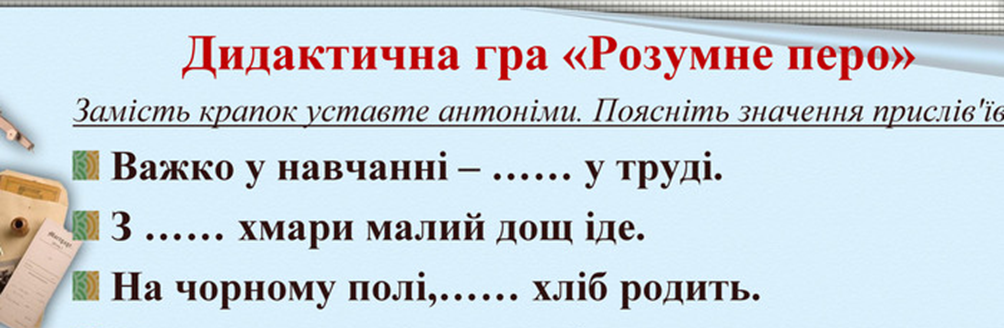 Дидактична гра «Розумне перо»
Замість крапок уставте антоніми. Поясніть значення прислів'їв
Важко у навчанні – …… у труді.
З …… хмари малий дощ іде.
На чорному полі,…… хліб родить.